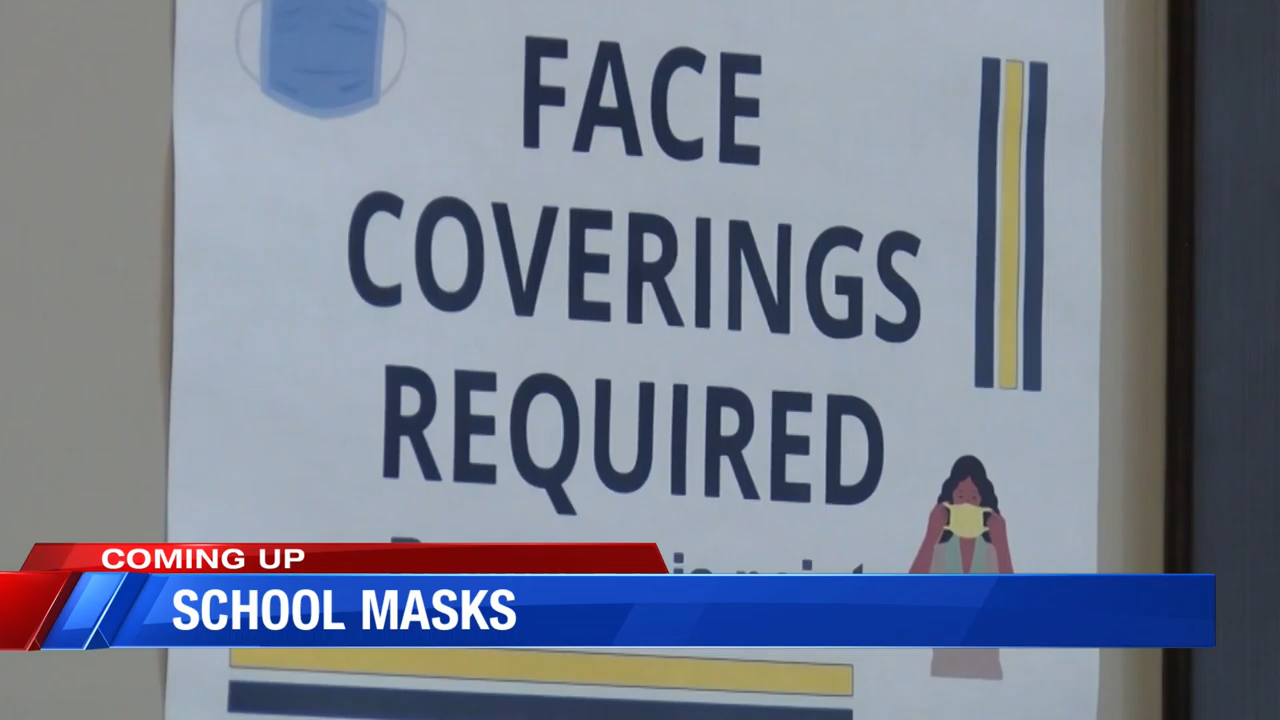 FACE
COVERINGS
REQUIRED
COMING UP
SCHOOL MASKS